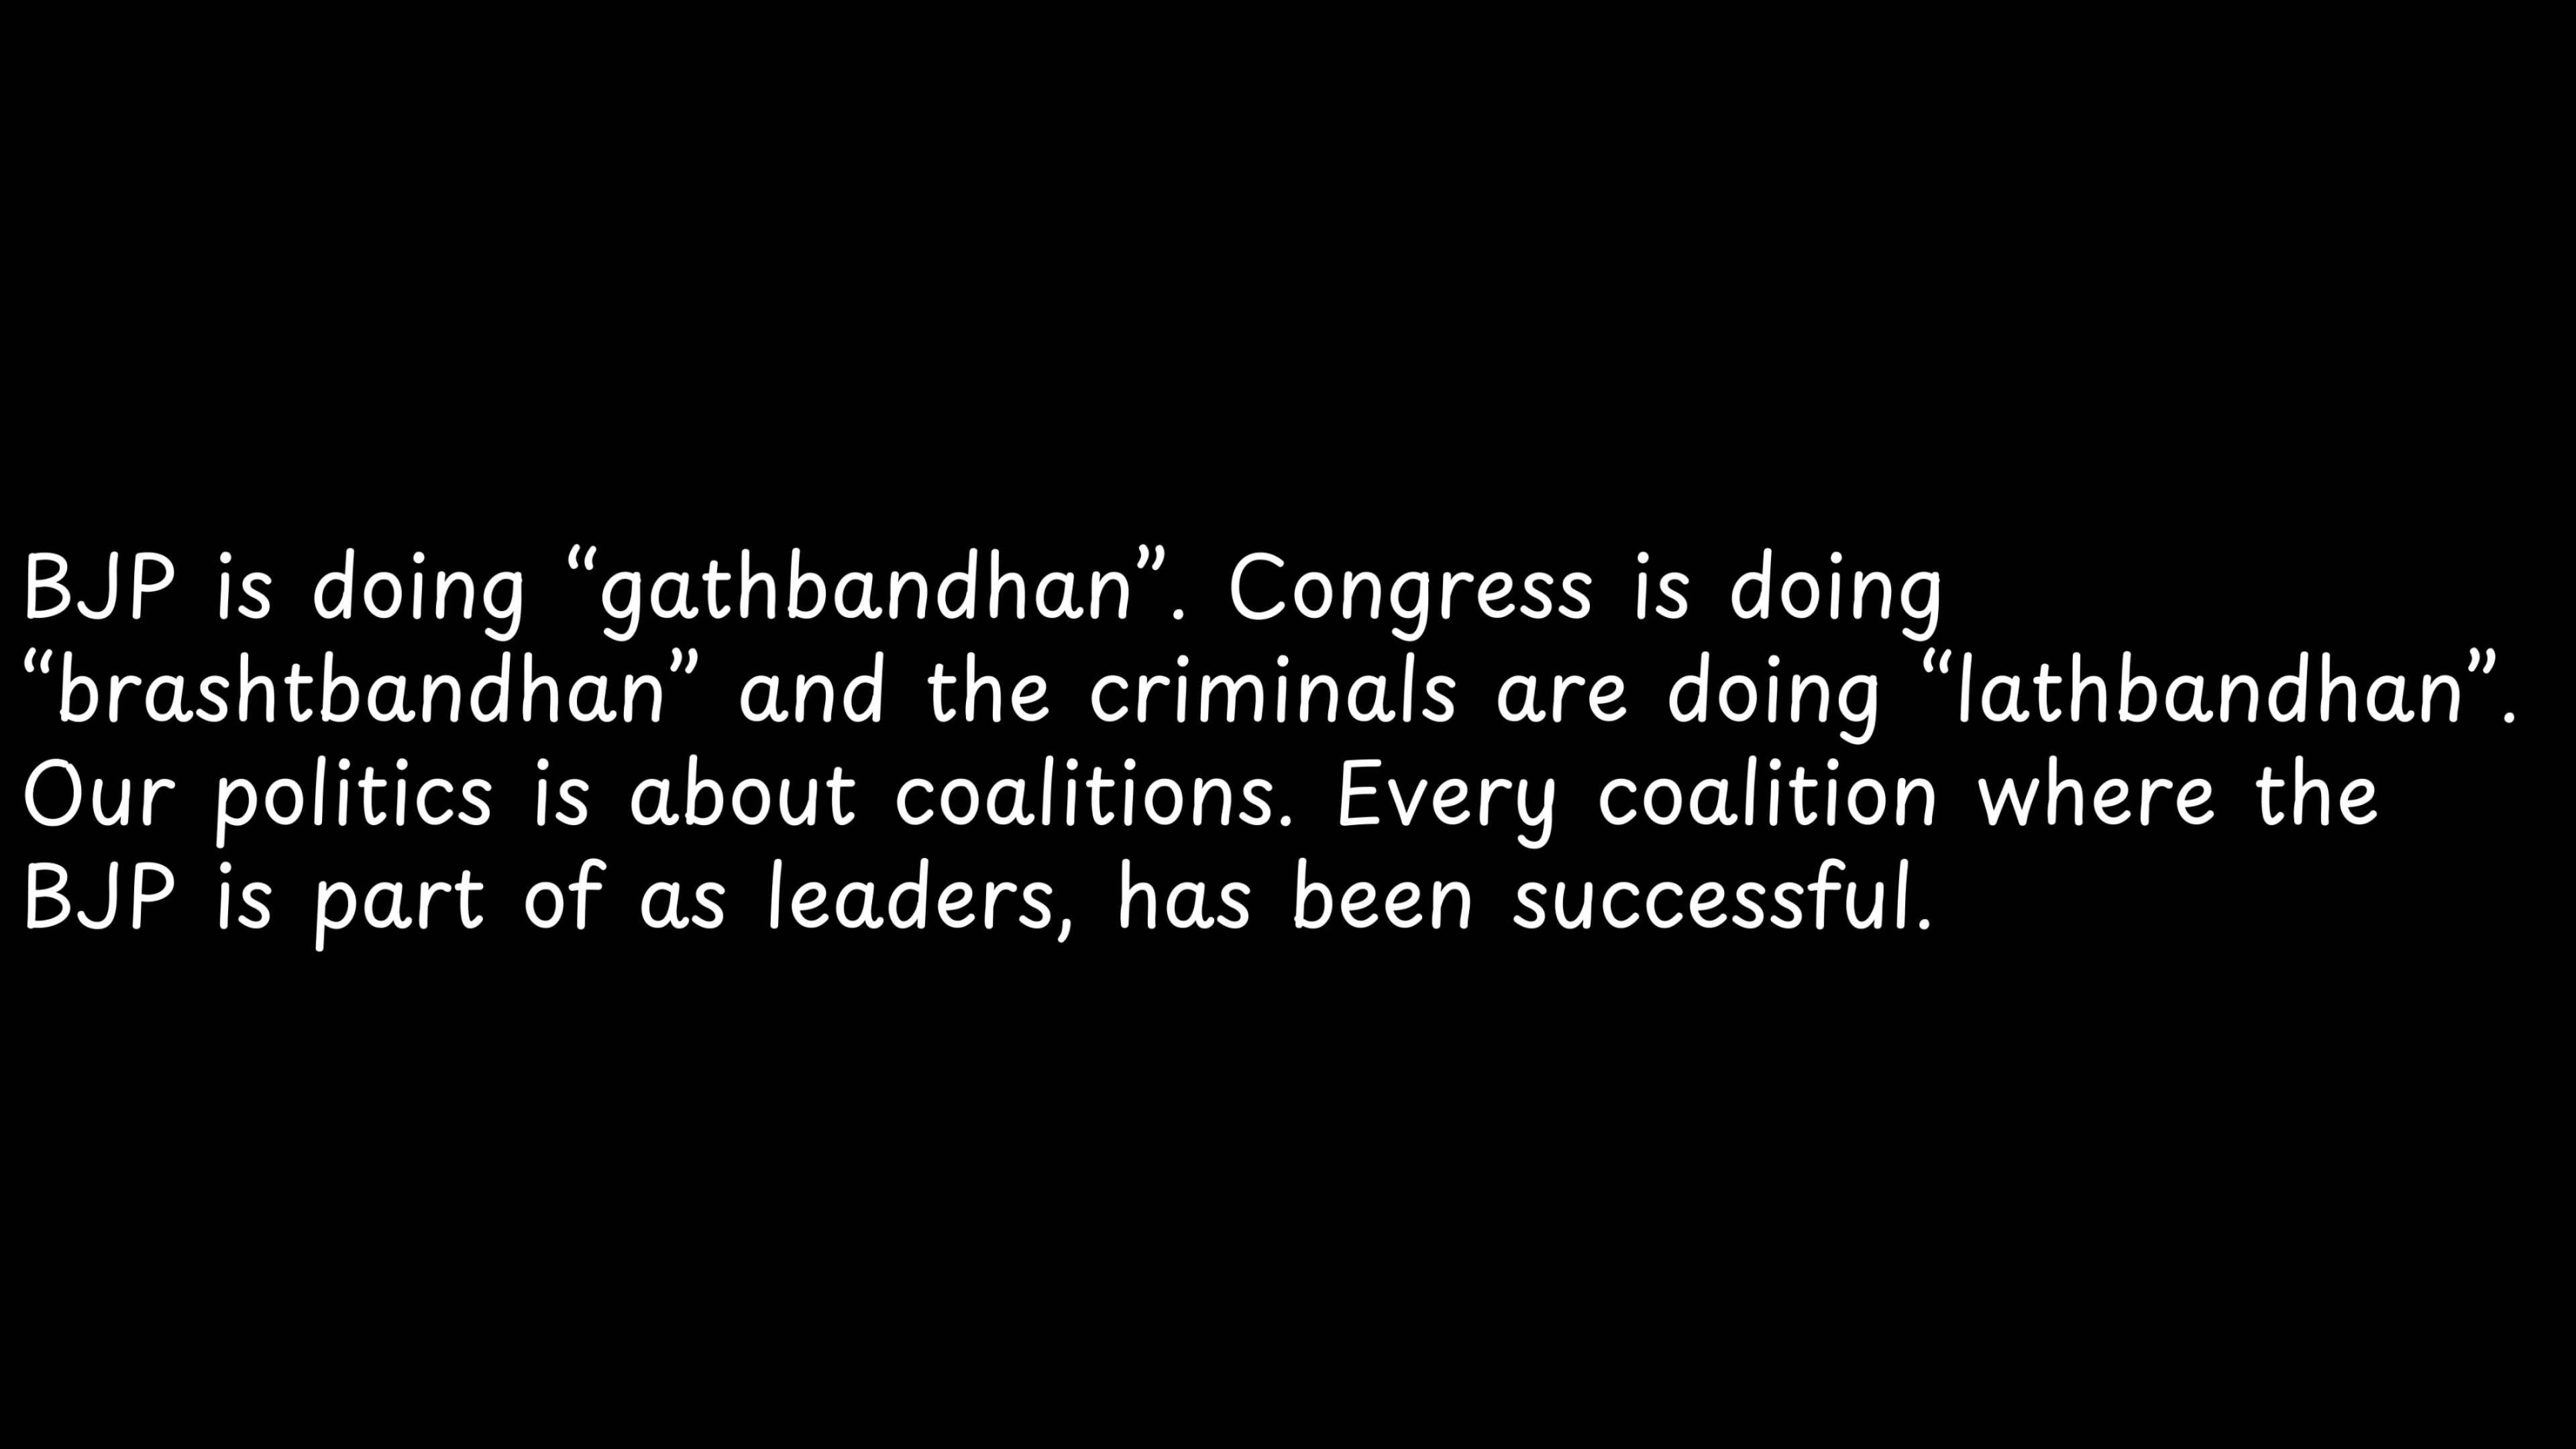 BJP is doing “gathbandhan”. Congress is doing
“brashtbandhan” and the criminals are doing “lathbandhan”.
Our politics is about coalitions. Every coalition where the
BJP is part of as leaders, has been successful.